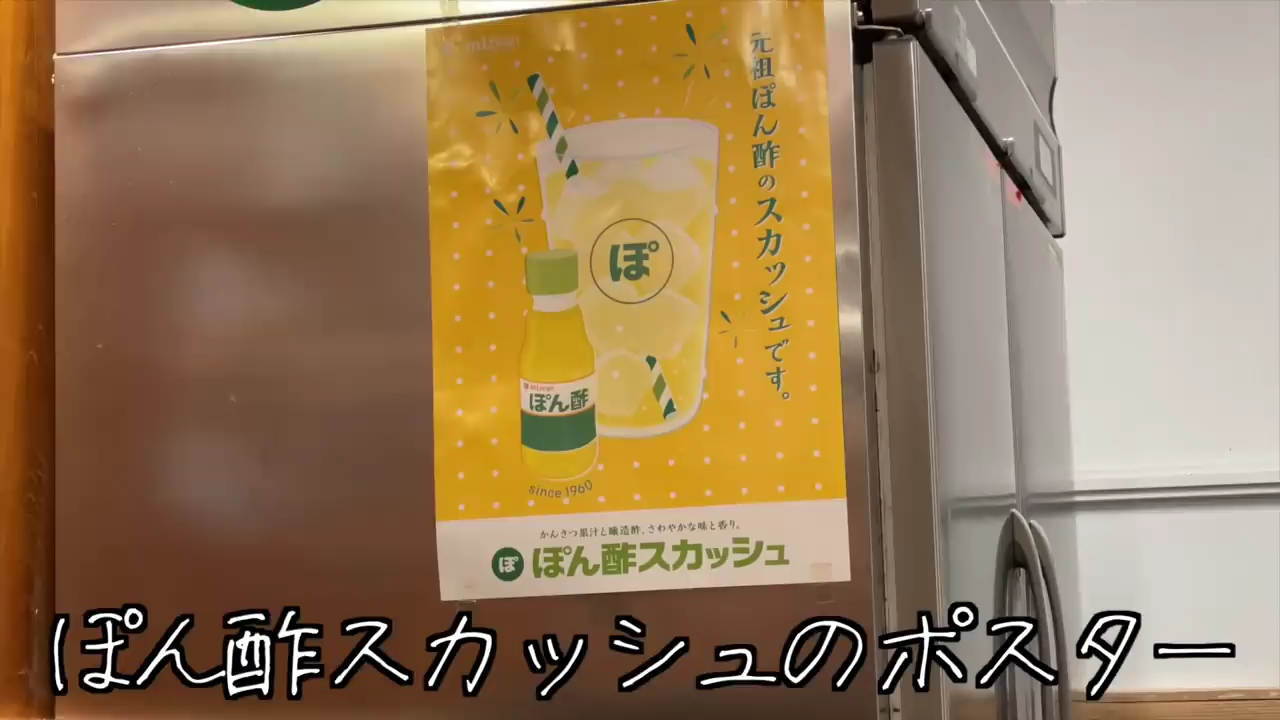 mizkan
元祖ぽん酢のスカッシュです。
ぽ
mizkan
ぽん酢
since 1960
かんきつ果汁と醸造酢、さわやかな味と香り。
ぽ ぽん酢スカッシュ
ぽん酢スカッシュのポスター